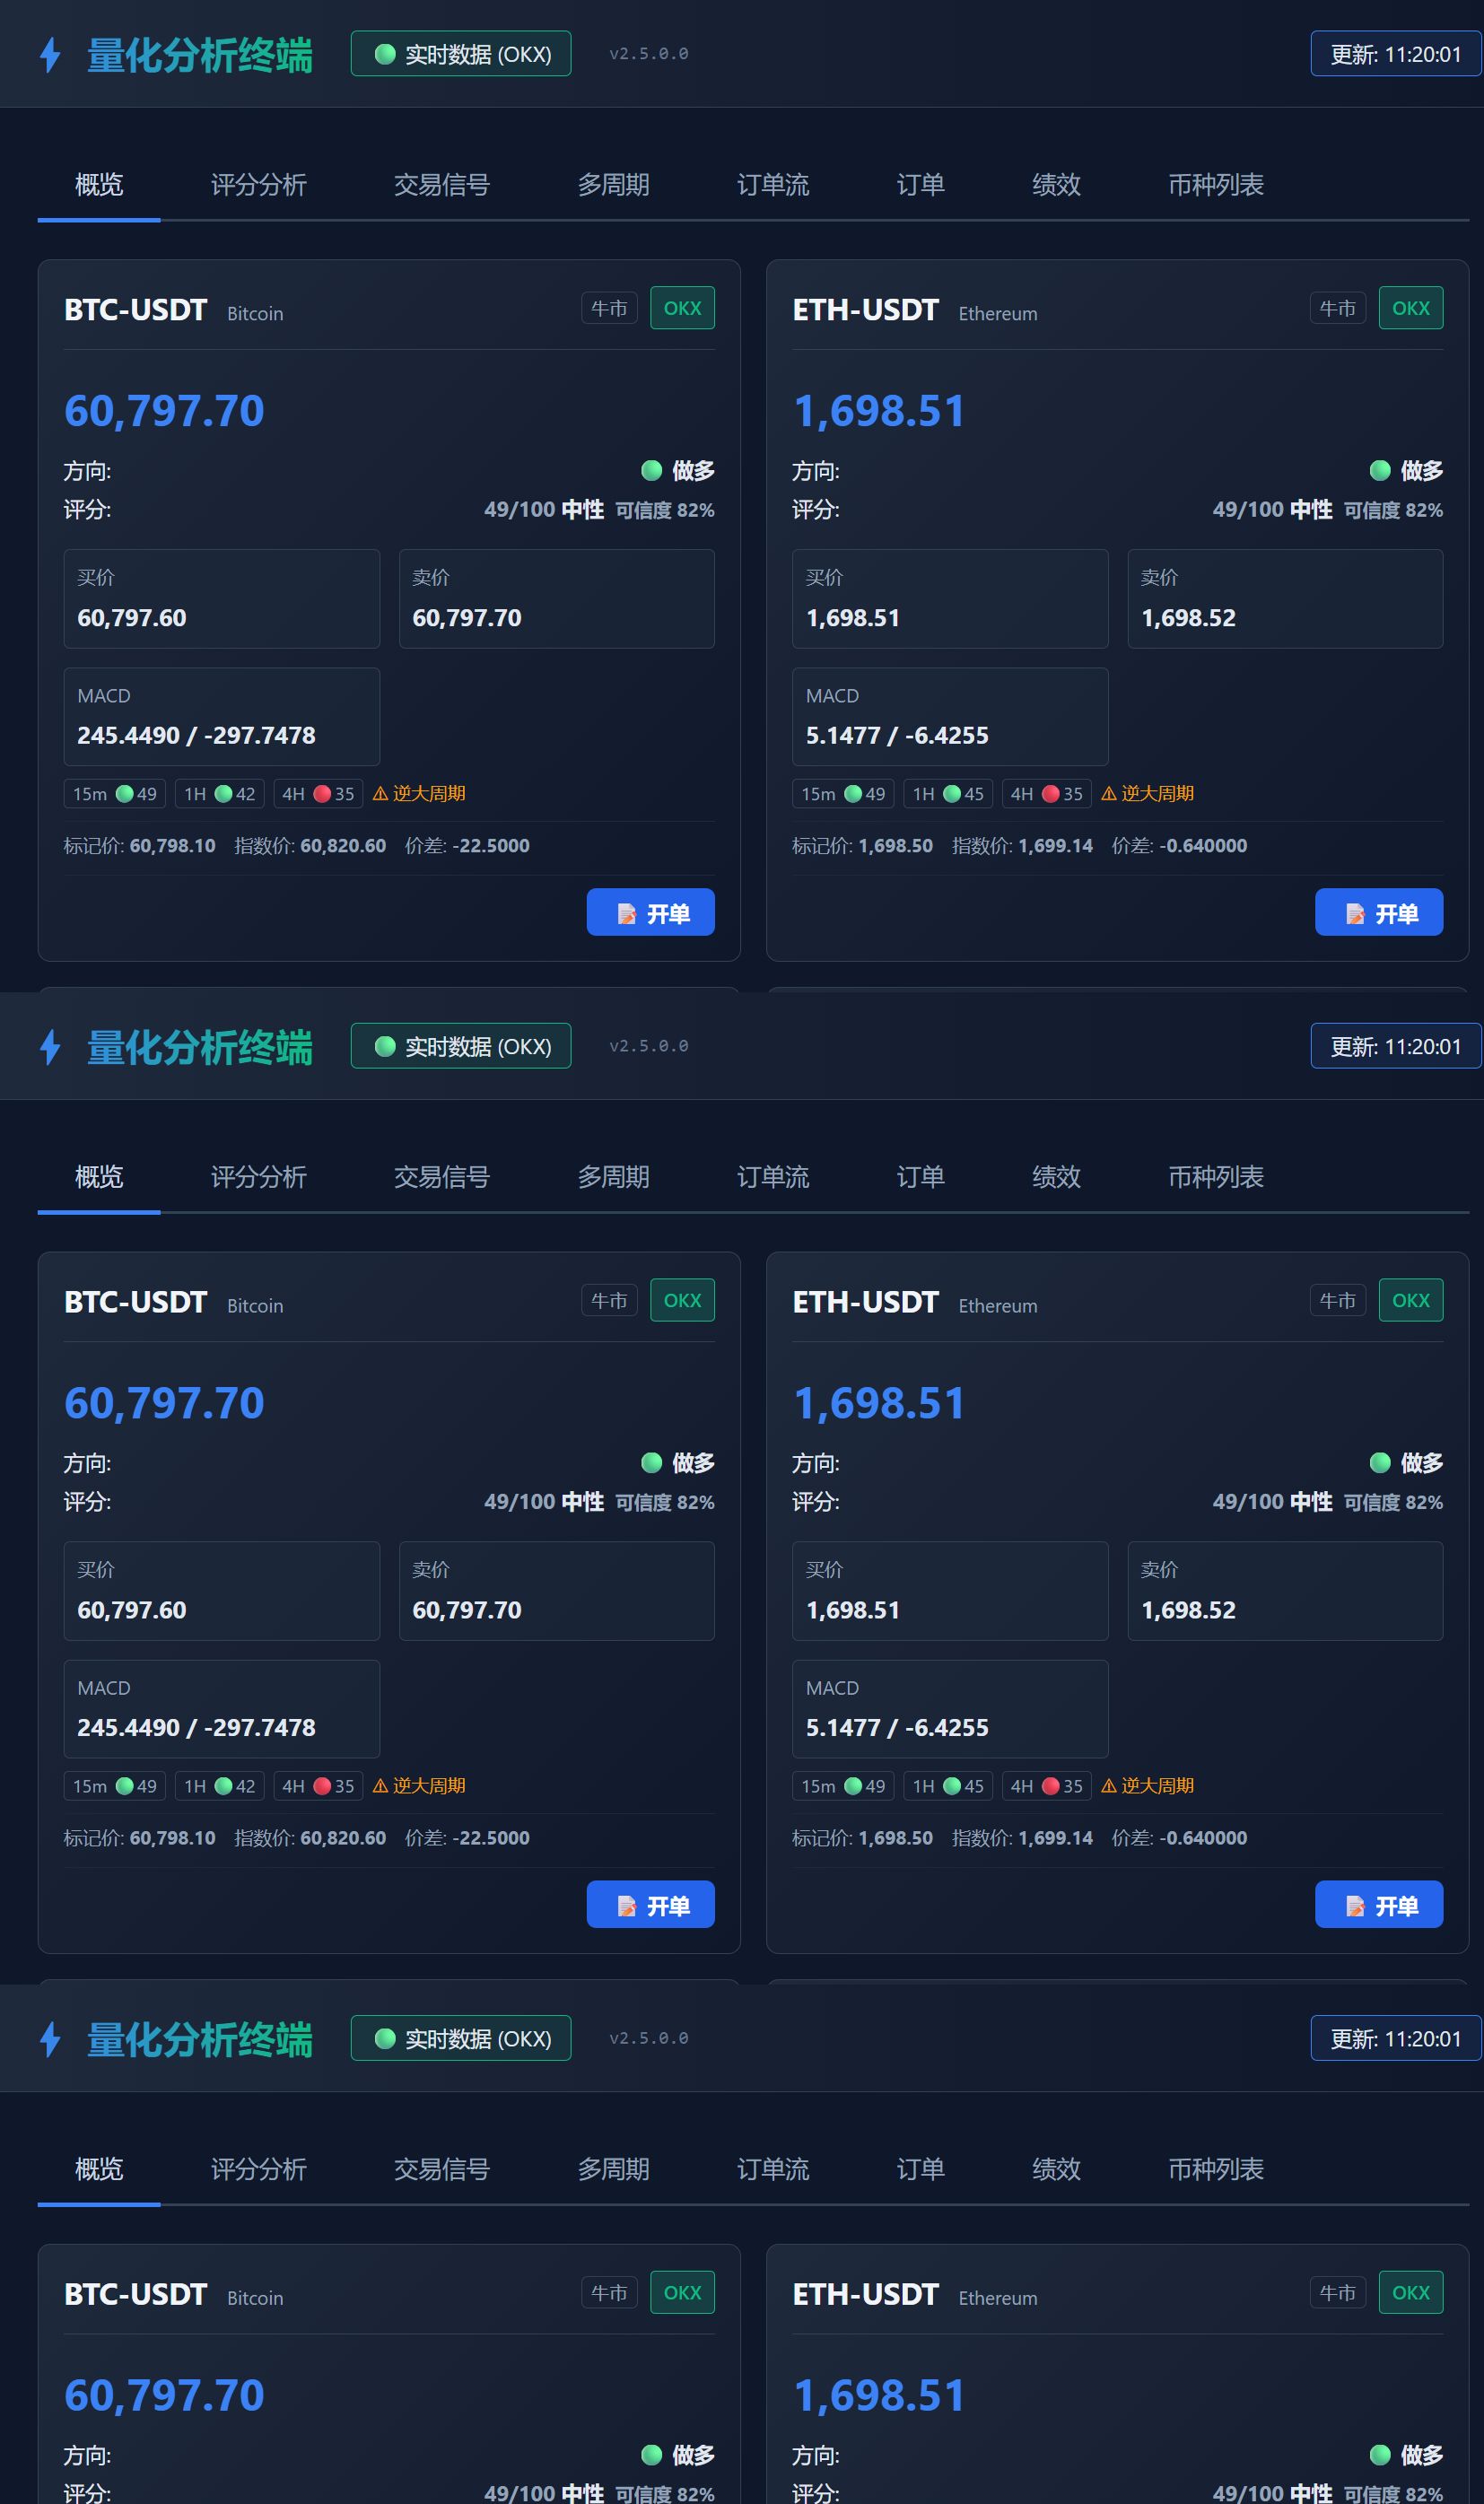 量化分析终端 实时数据 (OKX) v2.5.0.0 更新: 11:20:01
概览 评分分析 交易信号 多周期 订单流 订单 绩效 币种列表
BTC-USDT Bitcoin 牛市 OKX
60,797.70
方向: 做多
评分: 49/100 中性 可信度 82%
买价
60,797.60
卖价
60,797.70
MACD
245.4490 / -297.7478
15m 49 1H 42 4H 35 ⚠ 逆大周期
标记价: 60,798.10 指数价: 60,820.60 价差: -22.5000
开单
ETH-USDT Ethereum 牛市 OKX
1,698.51
方向: 做多
评分: 49/100 中性 可信度 82%
买价
1,698.51
卖价
1,698.52
MACD
5.1477 / -6.4255
15m 49 1H 45 4H 35 ⚠ 逆大周期
标记价: 1,698.50 指数价: 1,699.14 价差: -0.640000
开单
量化分析终端 实时数据 (OKX) v2.5.0.0 更新: 11:20:01
概览 评分分析 交易信号 多周期 订单流 订单 绩效 币种列表
BTC-USDT Bitcoin 牛市 OKX
60,797.70
方向: 做多
评分: 49/100 中性 可信度 82%
买价
60,797.60
卖价
60,797.70
MACD
245.4490 / -297.7478
15m 49 1H 42 4H 35 ⚠ 逆大周期
标记价: 60,798.10 指数价: 60,820.60 价差: -22.5000
开单
ETH-USDT Ethereum 牛市 OKX
1,698.51
方向: 做多
评分: 49/100 中性 可信度 82%
买价
1,698.51
卖价
1,698.52
MACD
5.1477 / -6.4255
15m 49 1H 45 4H 35 ⚠ 逆大周期
标记价: 1,698.50 指数价: 1,699.14 价差: -0.640000
开单
量化分析终端 实时数据 (OKX) v2.5.0.0 更新: 11:20:01
概览 评分分析 交易信号 多周期 订单流 订单 绩效 币种列表
BTC-USDT Bitcoin 牛市 OKX
60,797.70
方向: 做多
评分: 49/100 中性 可信度 82%
ETH-USDT Ethereum 牛市 OKX
1,698.51
方向: 做多
评分: 49/100 中性 可信度 82%